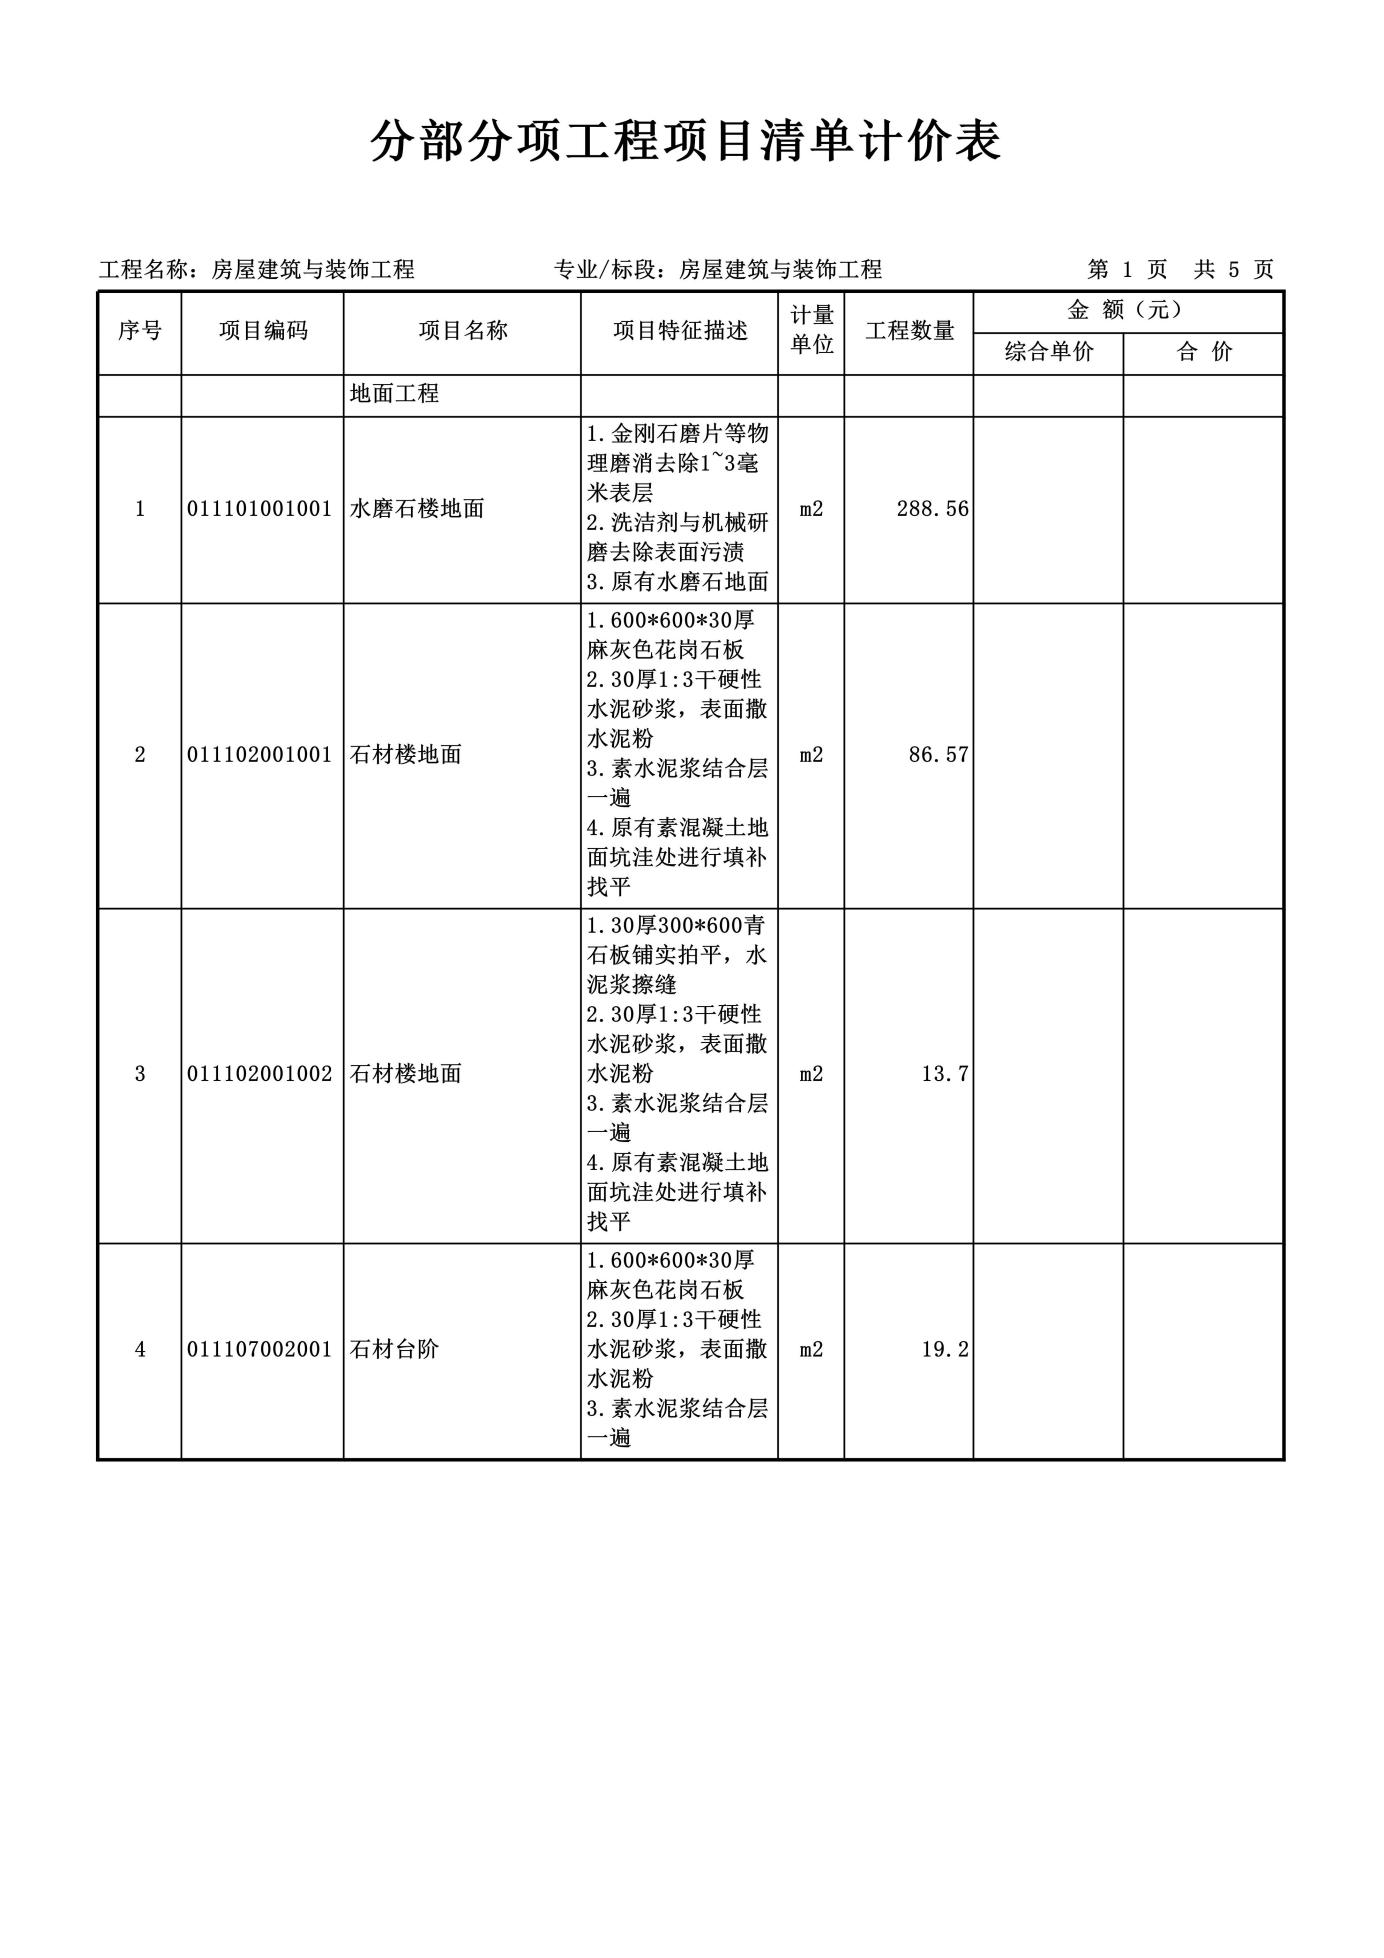 分部分项工程项目清单计价表
工程名称：房屋建筑与装饰工程 专业/标段：房屋建筑与装饰工程 第 1 页 共 5 页
序号 项目编码 项目名称 项目特征描述 计量单位 工程数量 金 额（元）
综合单价 合 价
地面工程
1 011101001001 水磨石楼地面
1.金刚石磨片等物
理磨消去除1~3毫
米表层
2.洗洁剂与机械研
磨去除表面污渍
3.原有水磨石地面
m2 288.56
2 011102001001 石材楼地面
1.600*600*30厚
麻灰色花岗石板
2.30厚1:3干硬性
水泥砂浆，表面撒
水泥粉
3.素水泥浆结合层
一遍
4.原有素混凝土地
面坑洼处进行填补
找平
m2 86.57
3 011102001002 石材楼地面
1.30厚300*600青
石板铺实拍平，水
泥浆擦缝
2.30厚1:3干硬性
水泥砂浆，表面撒
水泥粉
3.素水泥浆结合层
一遍
4.原有素混凝土地
面坑洼处进行填补
找平
m2 13.7
4 011107002001 石材台阶
1.600*600*30厚
麻灰色花岗石板
2.30厚1:3干硬性
水泥砂浆，表面撒
水泥粉
3.素水泥浆结合层
一遍
m2 19.2